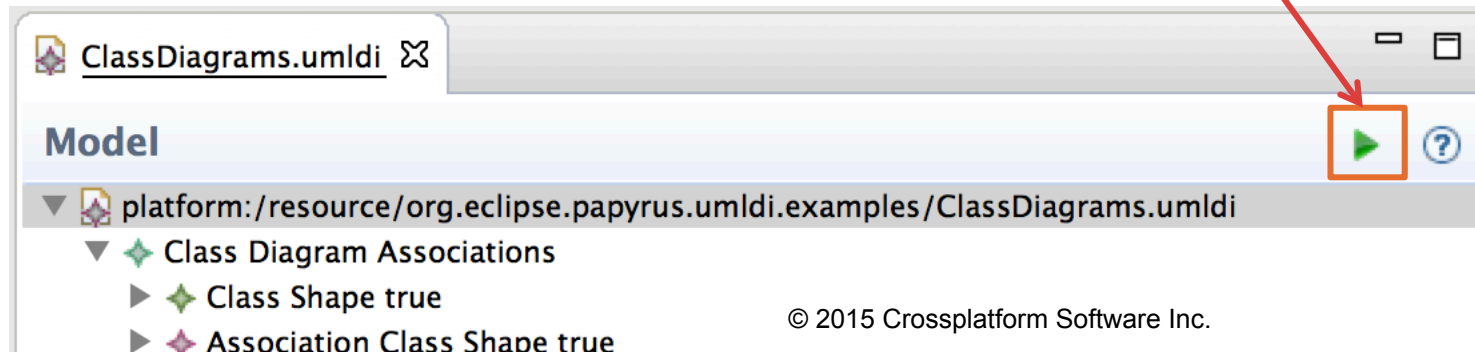 ClassDiagrams.umldi
Model
platform:/resource/org.eclipse.papyrus.umldi.examples/ClassDiagrams.umldi
Class Diagram Associations
Class Shape true
© 2015 Crossplatform Software Inc.
Association Class Shape true